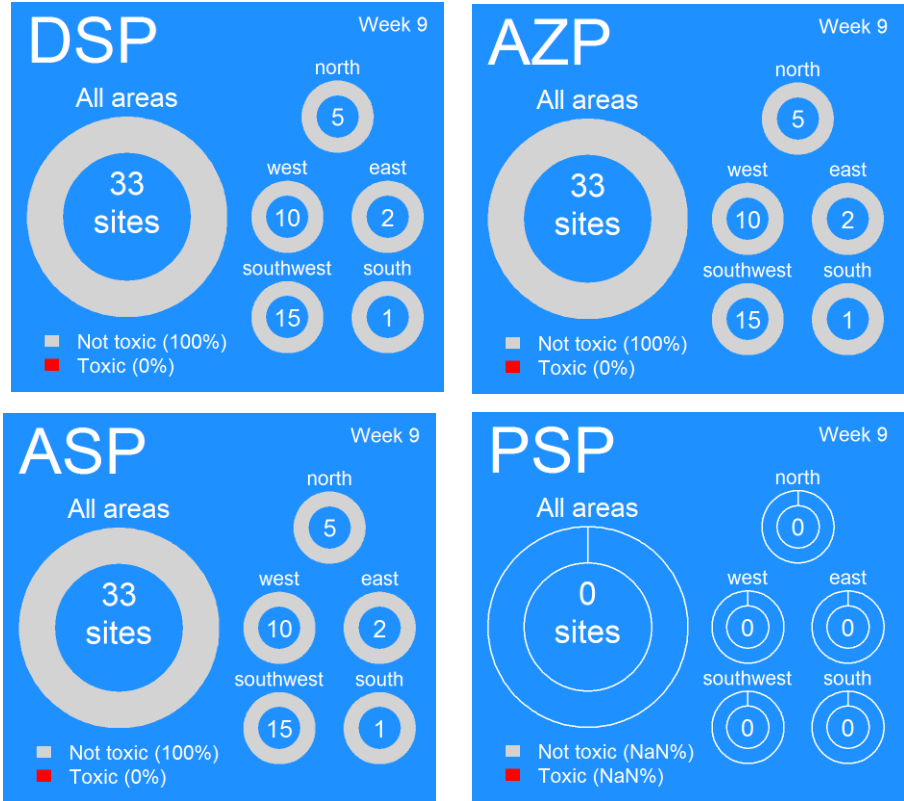 DSP
Week 9
north
All areas
5
west
east
33
sites
10
2
southwest
south
15
1
Not toxic (100%)
Toxic (0%)
AZP
Week 9
north
All areas
5
west
east
33
sites
10
2
southwest
south
15
1
Not toxic (100%)
Toxic (0%)
ASP
Week 9
north
All areas
5
west
east
33
sites
10
2
southwest
south
15
1
Not toxic (100%)
Toxic (0%)
PSP
Week 9
north
All areas
0
west
east
0
sites
0
0
southwest
south
0
0
Not toxic (NaN%)
Toxic (NaN%)